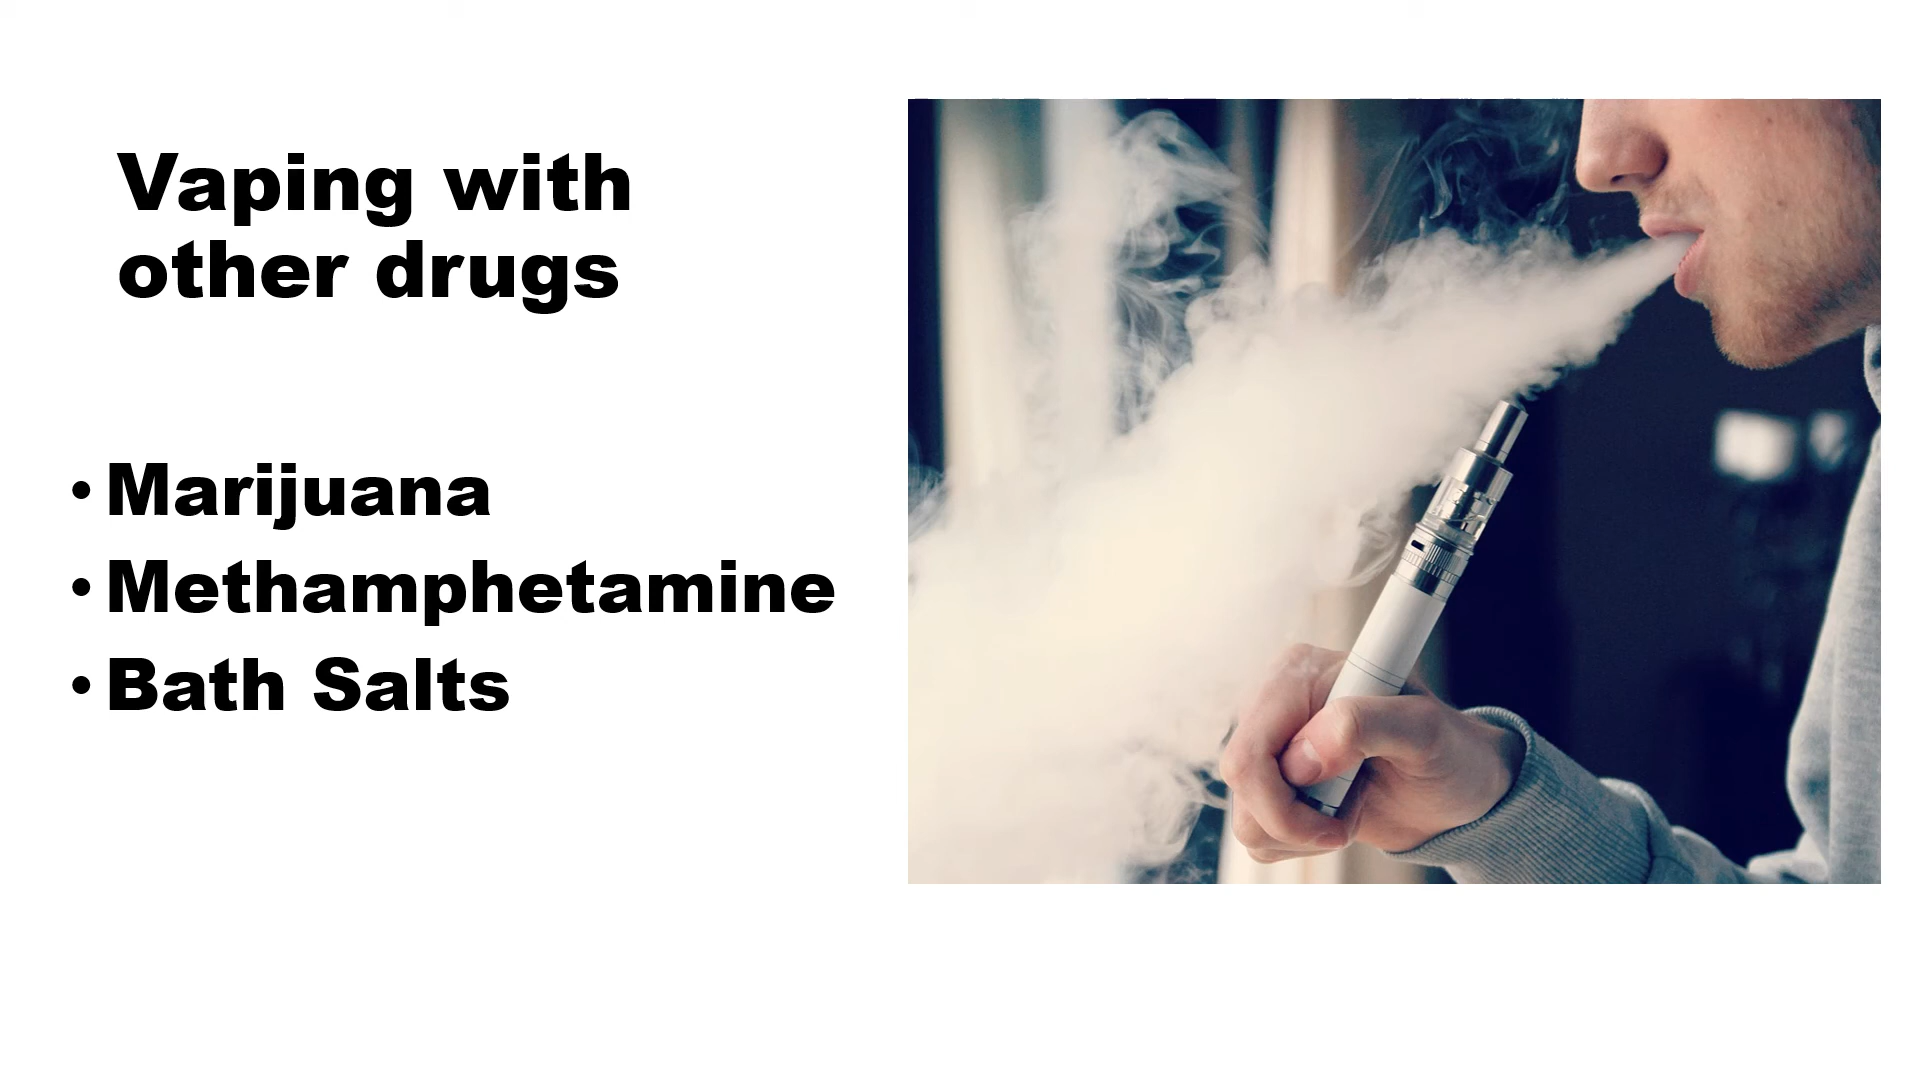 Vaping with
other drugs
• Marijuana
• Methamphetamine
• Bath Salts